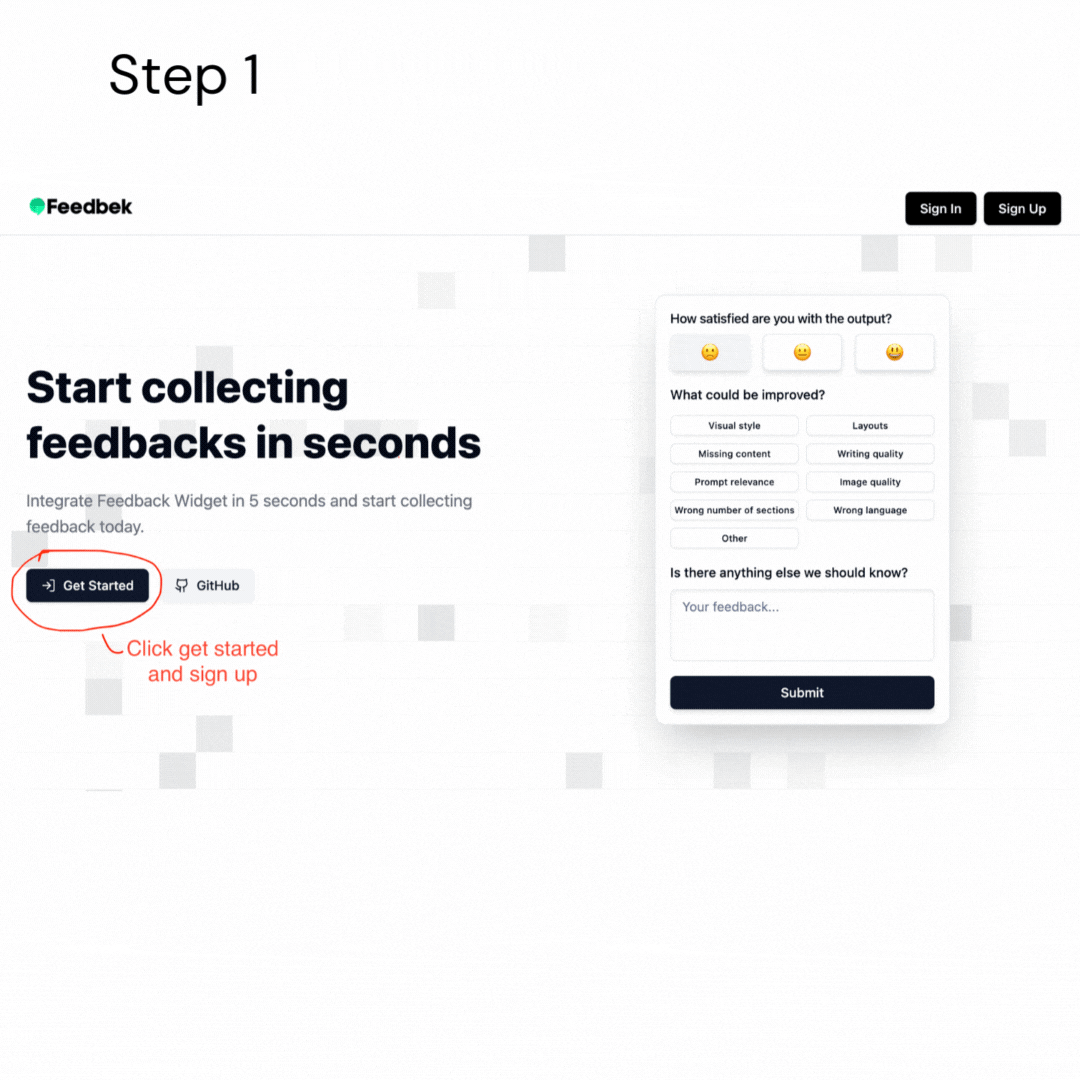 Step 1
Feedbek
Sign In
Sign Up
Start collecting
feedbacks in seconds
Integrate Feedback Widget in 5 seconds and start collecting
feedback today.
Get Started
GitHub
Click get started
and sign up
How satisfied are you with the output?
What could be improved?
Visual style
Layouts
Missing content
Writing quality
Prompt relevance
Image quality
Wrong number of sections
Wrong language
Other
Is there anything else we should know?
Your feedback...
Submit